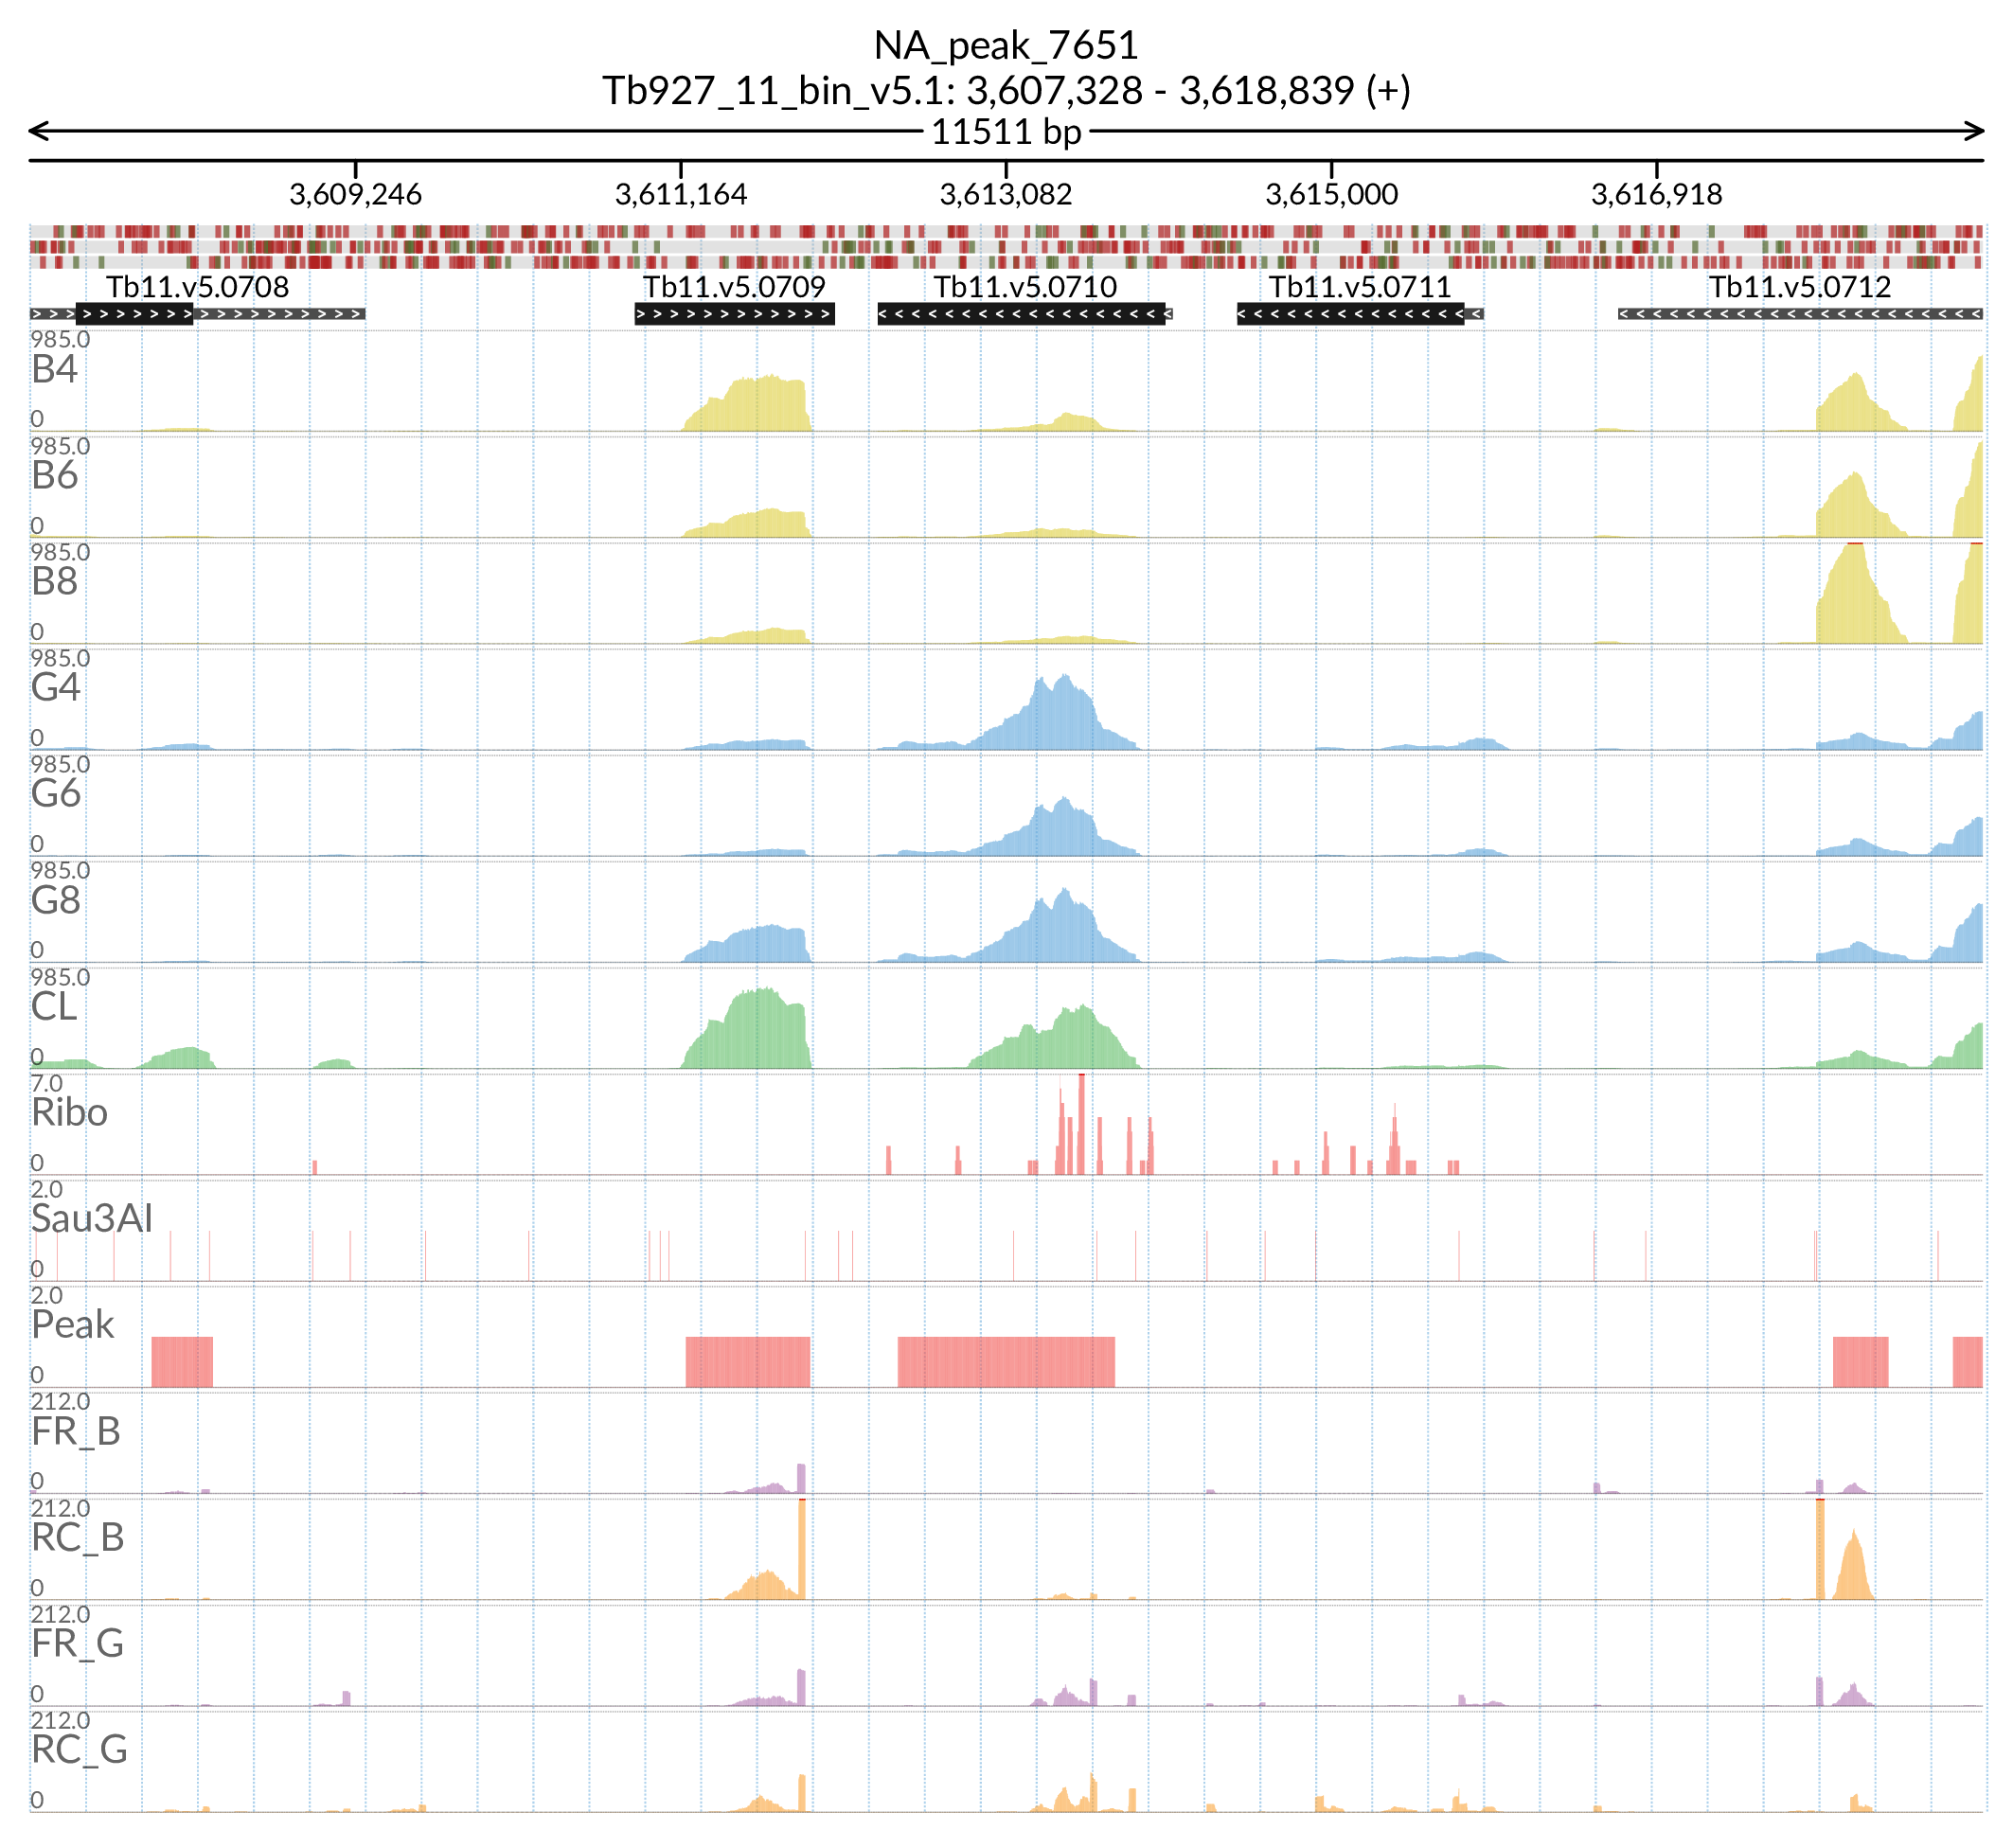 NA_peak_7651
Tb927_11_bin_v5.1: 3,607,328 - 3,618,839 (+)
11511 bp
3,609,246 3,611,164 3,613,082 3,615,000 3,616,918
Tb11.v5.0708 Tb11.v5.0709 Tb11.v5.0710 Tb11.v5.0711 Tb11.v5.0712
985.0
B4
0
985.0
B6
0
985.0
B8
0
985.0
G4
0
985.0
G6
0
985.0
G8
0
985.0
CL
0
7.0
Ribo
0
2.0
Sau3AI
0
2.0
Peak
0
212.0
FR_B
0
212.0
RC_B
0
212.0
FR_G
0
212.0
RC_G
0